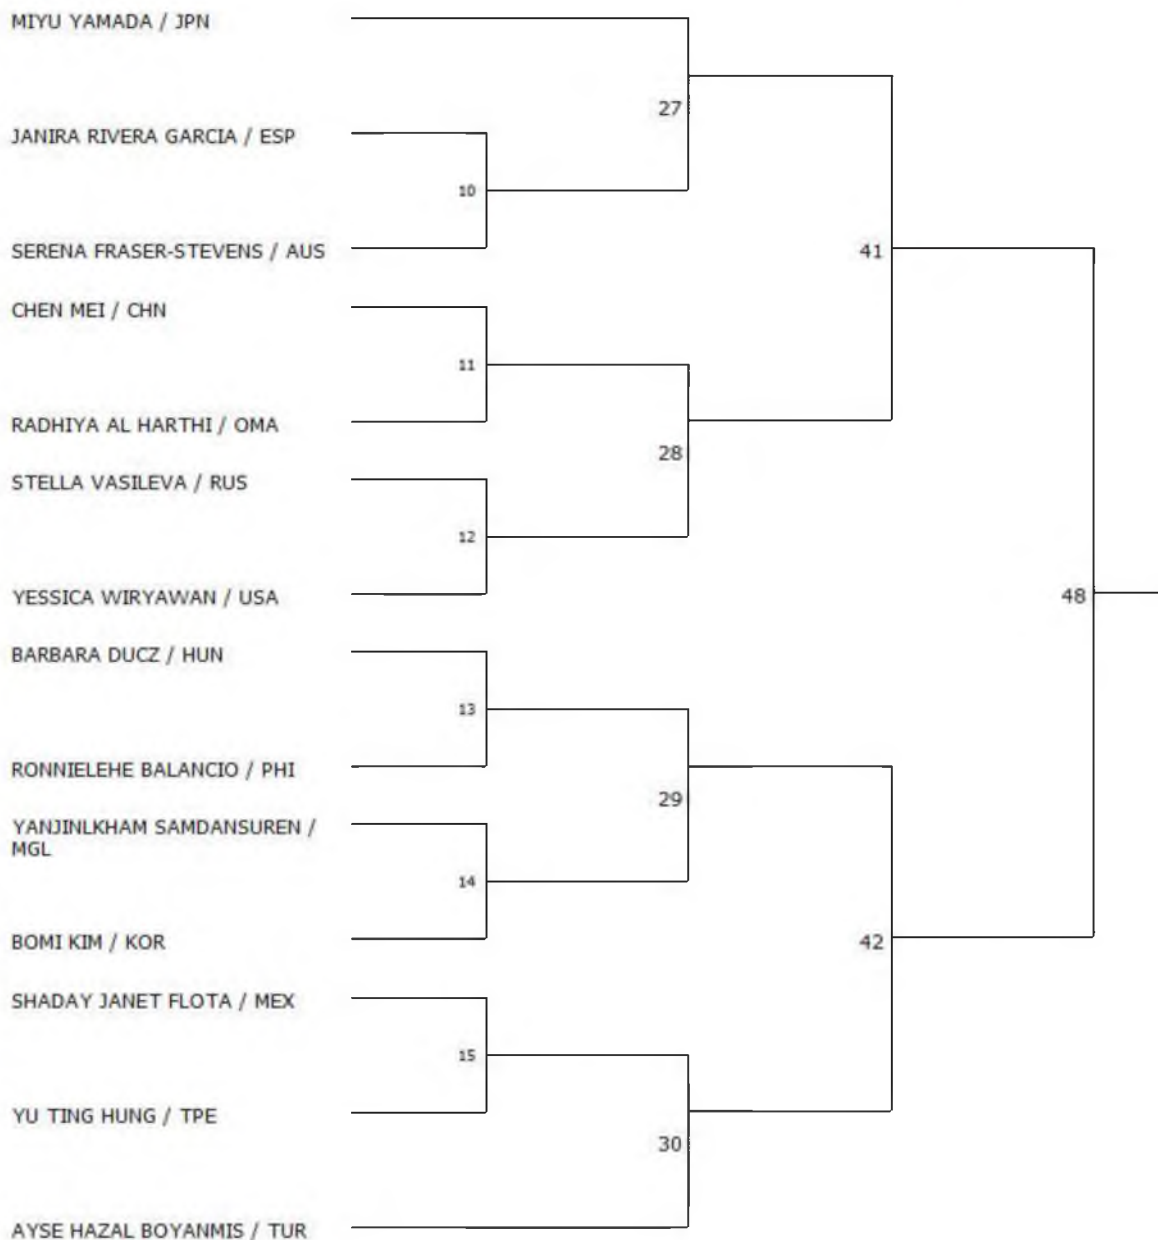 MIYU YAMADA / JPN
27
JANIRA RIVERA GARCIA / ESP
10
SERENA FRASER-STEVENS / AUS
41
CHEN MEI / CHN
11
RADHIYA AL HARTHI / OMA
28
STELLA VASILEVA / RUS
12
YESSICA WIRYAWAN / USA
48
BARBARA DUCZ / HUN
13
RONNIELEHE BALANCIO / PHI
29
YANJINLKHAM SAMDANSUREN /
MGL
14
BOMI KIM / KOR
42
SHADAY JANET FLOTA / MEX
15
YU TING HUNG / TPE
30
AYSE HAZAL BOYANMIS / TUR